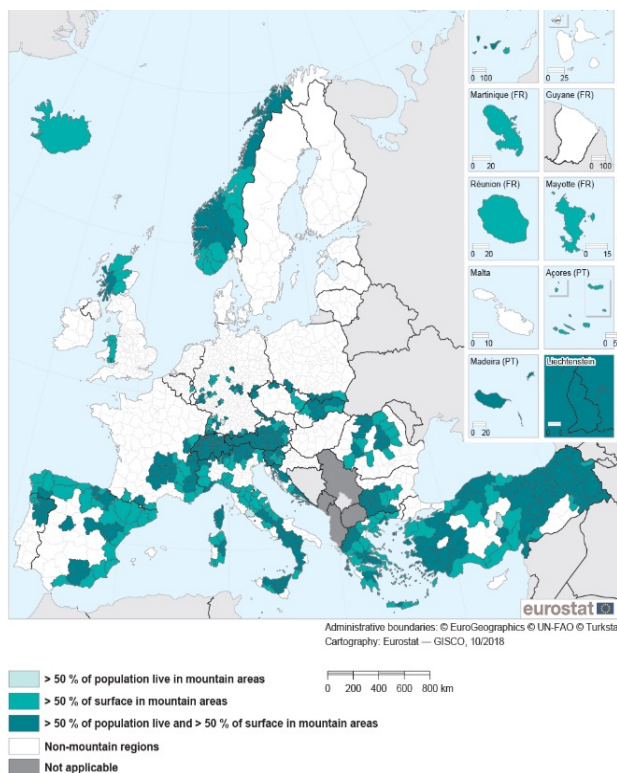 0 100
0 25
Martinique (FR)
Guyane (FR)
0 20
0 100
Réunion (FR)
Mayotte (FR)
0 20
0 15
Malta
Açores (PT)
0 10
0 5
Madeira (PT)
Liechtenstein
0 20
eurostat
Administrative boundaries: © EuroGeographics © UN-FAO © Turksta
Cartography: Eurostat — GISCO, 10/2018
> 50 % of population live in mountain areas
0 200 400 600 800 km
> 50 % of surface in mountain areas
> 50 % of population live and > 50 % of surface in mountain areas
Non-mountain regions
Not applicable